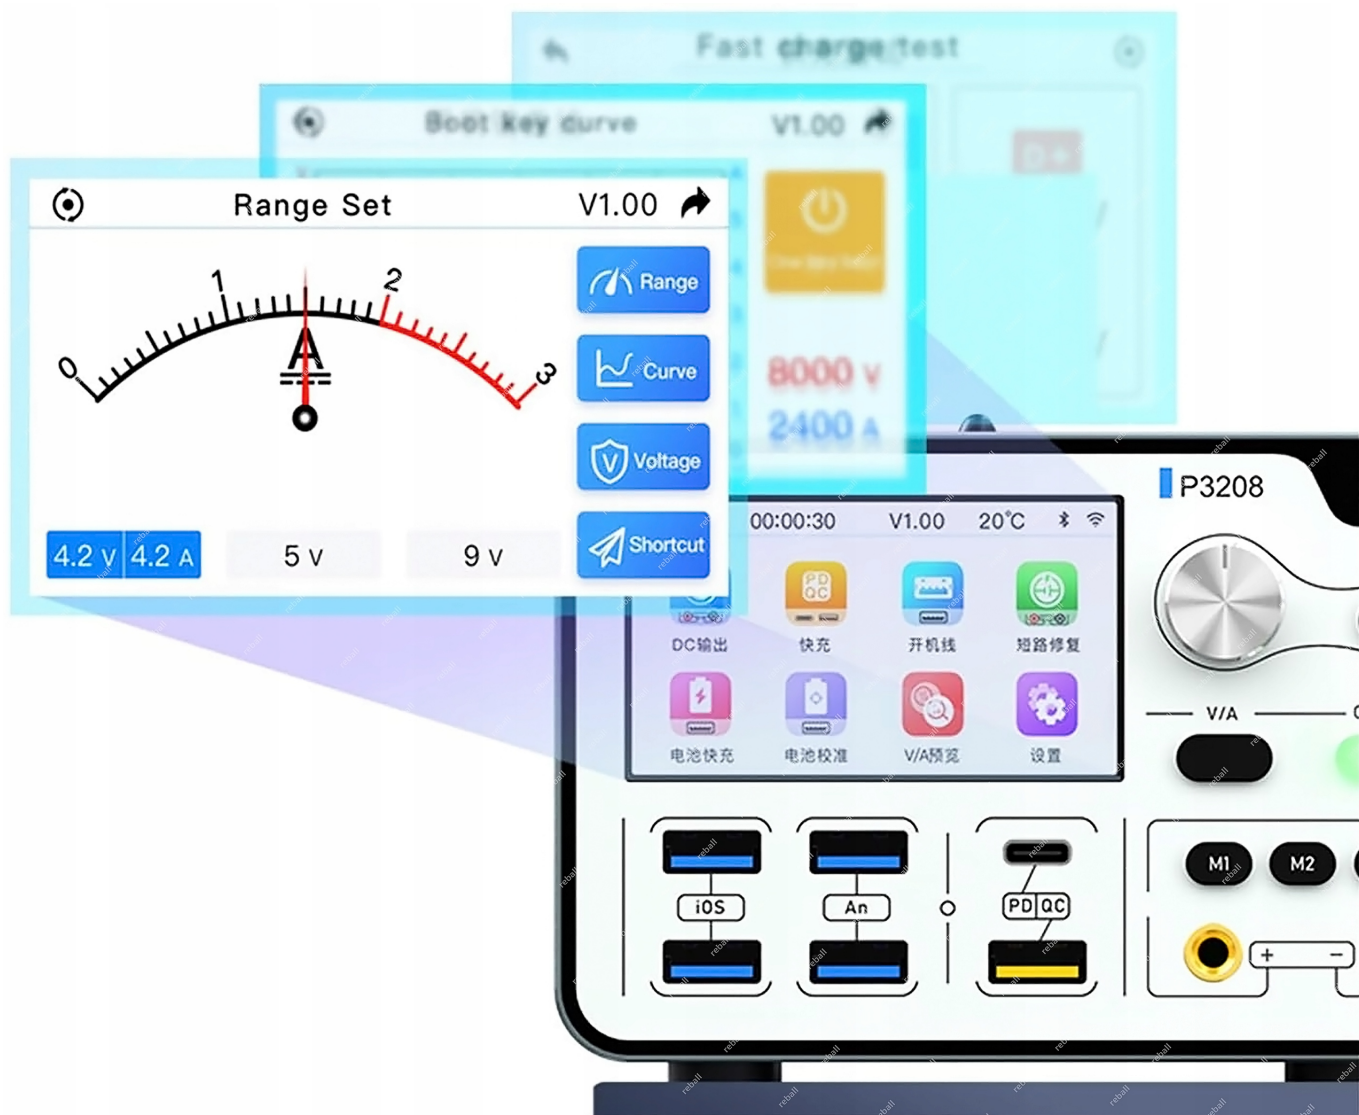 Fast charge test
D+
Boot key curve
V1.00
8000 V
2400 A
Range Set
V1.00
0
1
2
3
A
Range
Curve
Voltage
Shortcut
4.2 V 4.2 A
5 V
9 V
P3208
00:00:30
V1.00
20°C
PD
QC
DC输出
快充
开机线
短路修复
电池快充
电池校准
V/A预览
设置
V/A
iOS
An
PD QC
M1
M2
+
−
reball